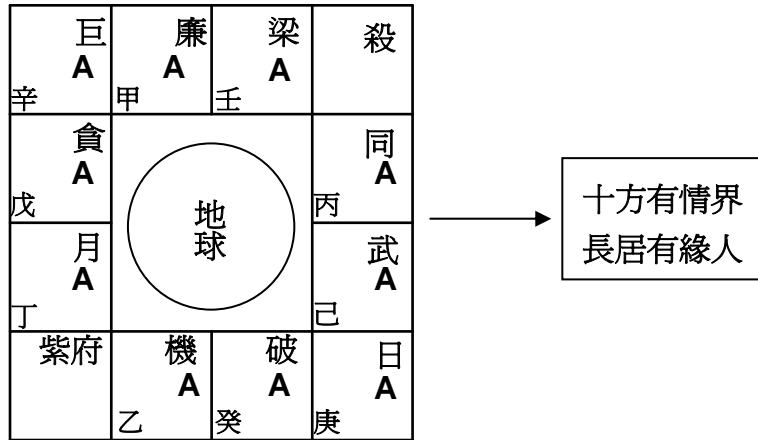 巨
A
辛
廉
A
甲
梁
A
壬
殺
貪
A
戊
同
A
丙
地球
月
A
丁
武
A
己
紫府
機
A
乙
破
A
癸
日
A
庚
十方有情界
長居有緣人